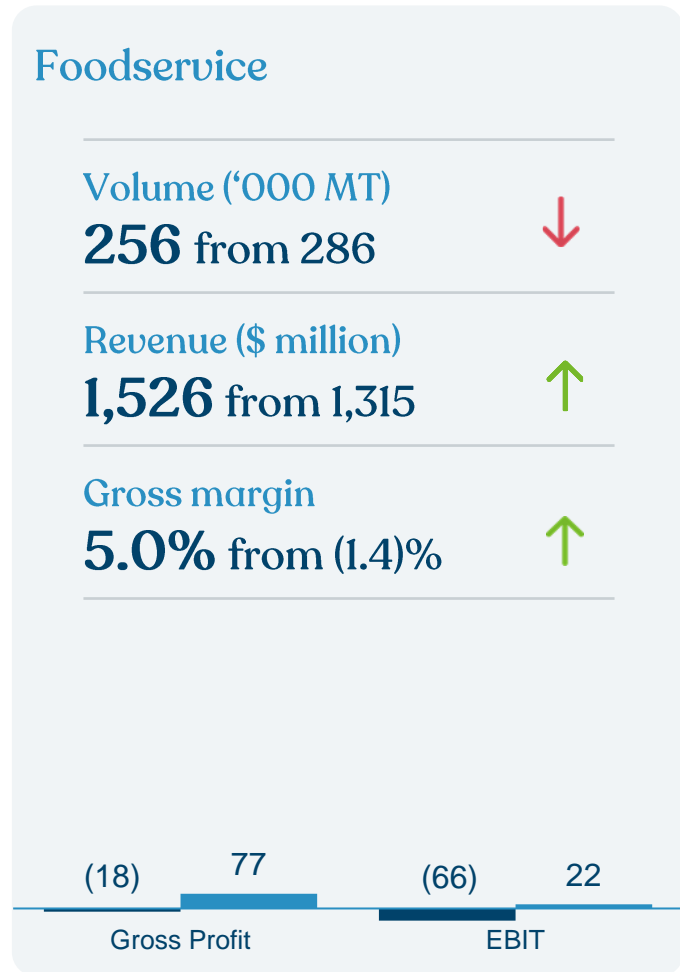 Foodservice
Volume (‘000 MT)
256 from 286
Revenue ($ million)
1,526 from 1,315
Gross margin
5.0% from (1.4)%
(18) 77 (66) 22
Gross Profit EBIT